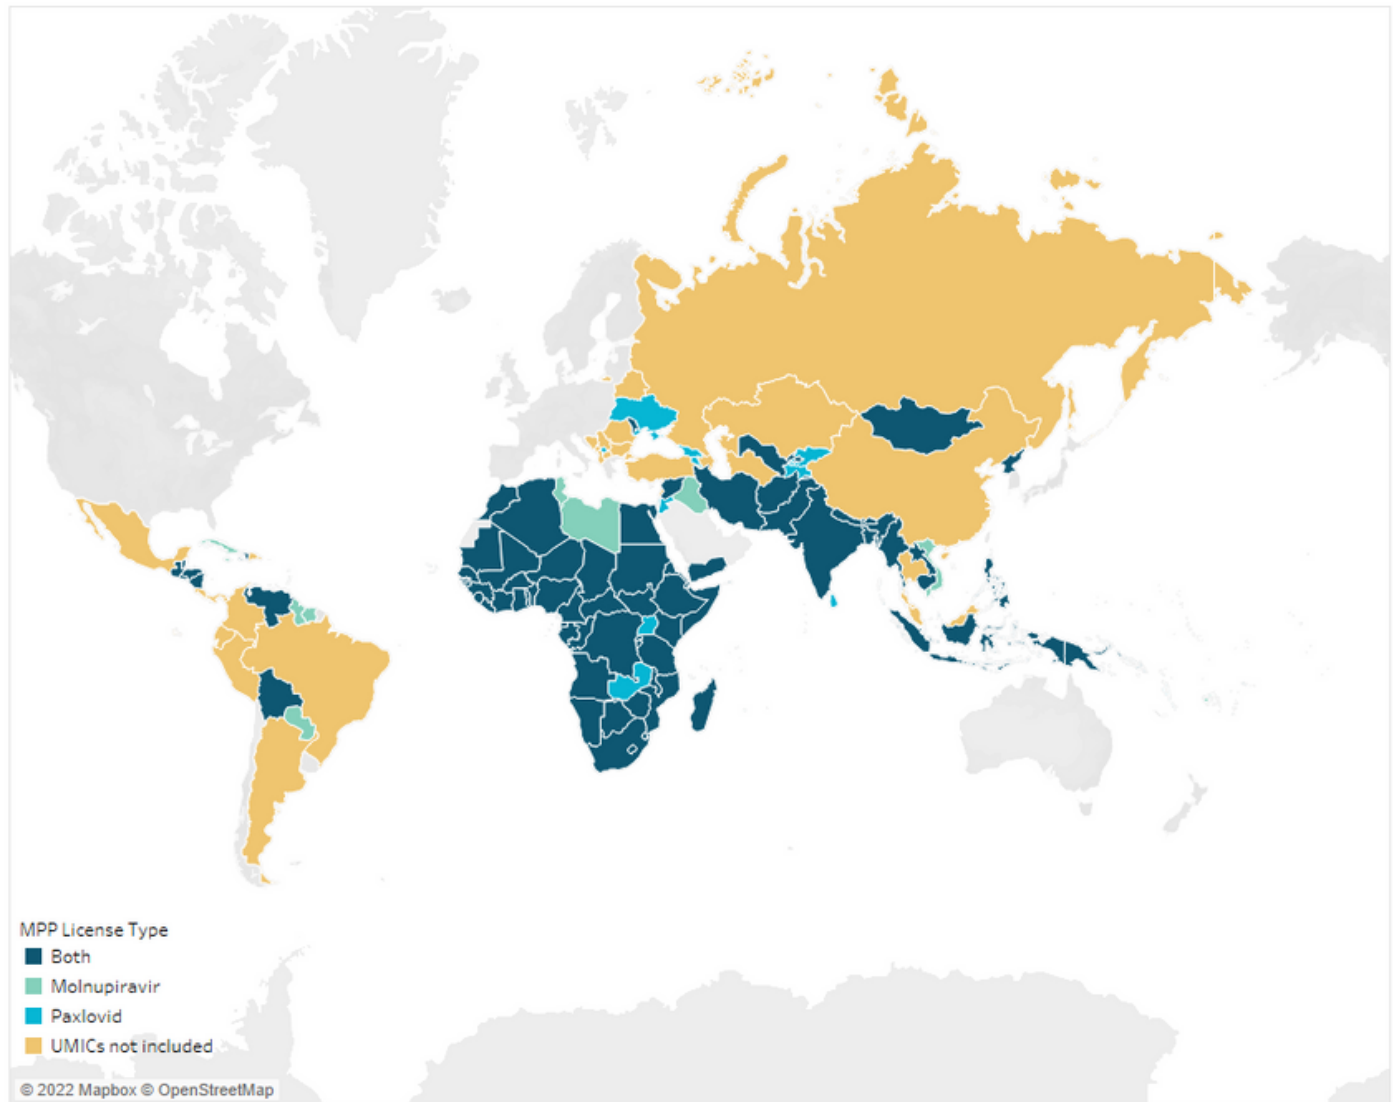 MPP License Type
Both
Molnupiravir
Paxlovid
UMICs not included
© 2022 Mapbox © OpenStreetMap